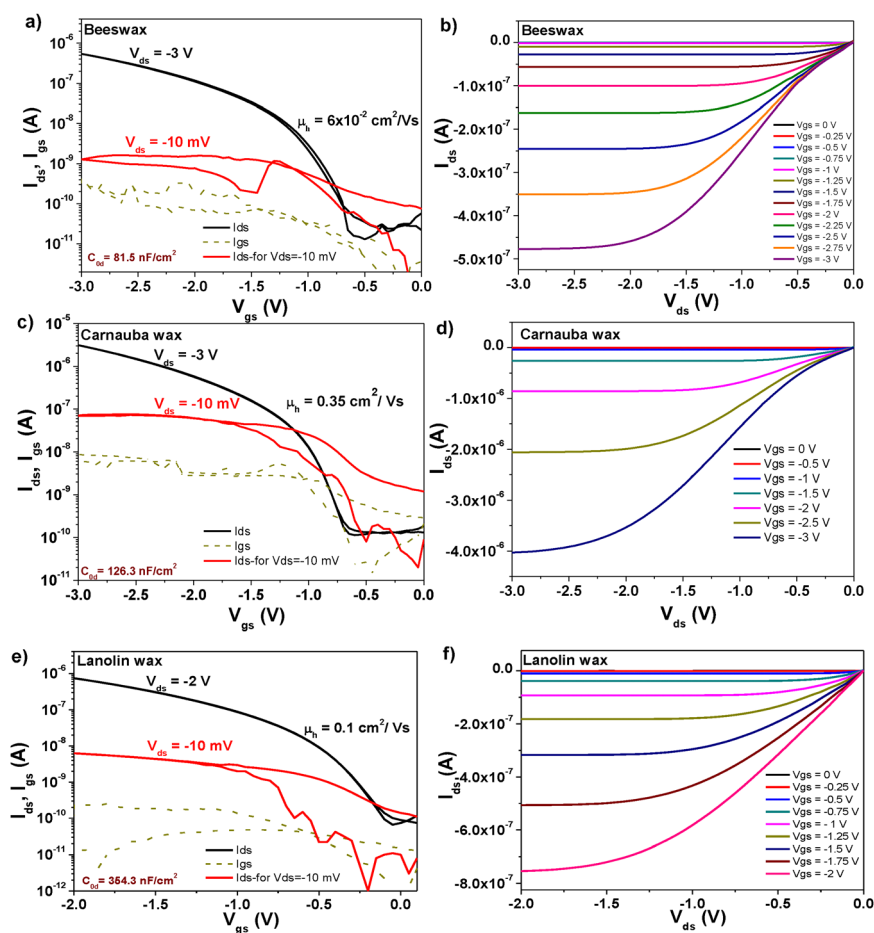 a)
Beeswax
10⁻⁶
10⁻⁷
10⁻⁸
10⁻⁹
10⁻¹⁰
10⁻¹¹
I_ds, I_gs (A)
V_ds = -3 V
μ_h = 6x10⁻² cm²/Vs
V_ds = -10 mV
Ids
Igs
Ids-for Vds=-10 mV
C_0d= 81.5 nF/cm²
-3.0 -2.5 -2.0 -1.5 -1.0 -0.5 0.0
V_gs (V)
b)
Beeswax
0.0
-1.0x10⁻⁷
-2.0x10⁻⁷
-3.0x10⁻⁷
-4.0x10⁻⁷
-5.0x10⁻⁷
I_ds (A)
Vgs = 0 V
Vgs = -0.25 V
Vgs = -0.5 V
Vgs = -0.75 V
Vgs = -1 V
Vgs = -1.25 V
Vgs = -1.5 V
Vgs = -1.75 V
Vgs = -2 V
Vgs = -2.25 V
Vgs = -2.5 V
Vgs = -2.75 V
Vgs = -3 V
-3.0 -2.5 -2.0 -1.5 -1.0 -0.5 0.0
V_ds (V)
c)
Carnauba wax
10⁻⁵
10⁻⁶
10⁻⁷
10⁻⁸
10⁻⁹
10⁻¹⁰
10⁻¹¹
I_ds, I_gs (A)
V_ds = -3 V
μ_h = 0.35 cm²/ Vs
V_ds = -10 mV
Ids
Igs
Ids-for Vds=-10 mV
C_0d= 126.3 nF/cm²
-3.0 -2.5 -2.0 -1.5 -1.0 -0.5 0.0
V_gs (V)
d)
Carnauba wax
0.0
-1.0x10⁻⁶
-2.0x10⁻⁶
-3.0x10⁻⁶
-4.0x10⁻⁶
I_ds, (A)
Vgs = 0 V
Vgs = -0.5 V
Vgs = -1 V
Vgs = -1.5 V
Vgs = -2 V
Vgs = -2.5 V
Vgs = -3 V
-3.0 -2.5 -2.0 -1.5 -1.0 -0.5 0.0
V_ds (V)
e)
Lanolin wax
10⁻⁶
10⁻⁷
10⁻⁸
10⁻⁹
10⁻¹⁰
10⁻¹¹
10⁻¹²
I_ds, I_gs (A)
V_ds = -2 V
μ_h = 0.1 cm²/ Vs
V_ds = -10 mV
Ids
Igs
Ids-for Vds=-10 mV
C_0d= 354.3 nF/cm²
-2.0 -1.5 -1.0 -0.5 0.0
V_gs (V)
f)
Lanolin wax
0.0
-2.0x10⁻⁷
-4.0x10⁻⁷
-6.0x10⁻⁷
-8.0x10⁻⁷
I_ds, (A)
Vgs = 0 V
Vgs = -0.25 V
Vgs = -0.5 V
Vgs = -0.75 V
Vgs = - 1 V
Vgs = -1.25 V
Vgs = -1.5 V
Vgs = -1.75 V
Vgs = -2 V
-2.0 -1.5 -1.0 -0.5 0.0
V_ds (V)